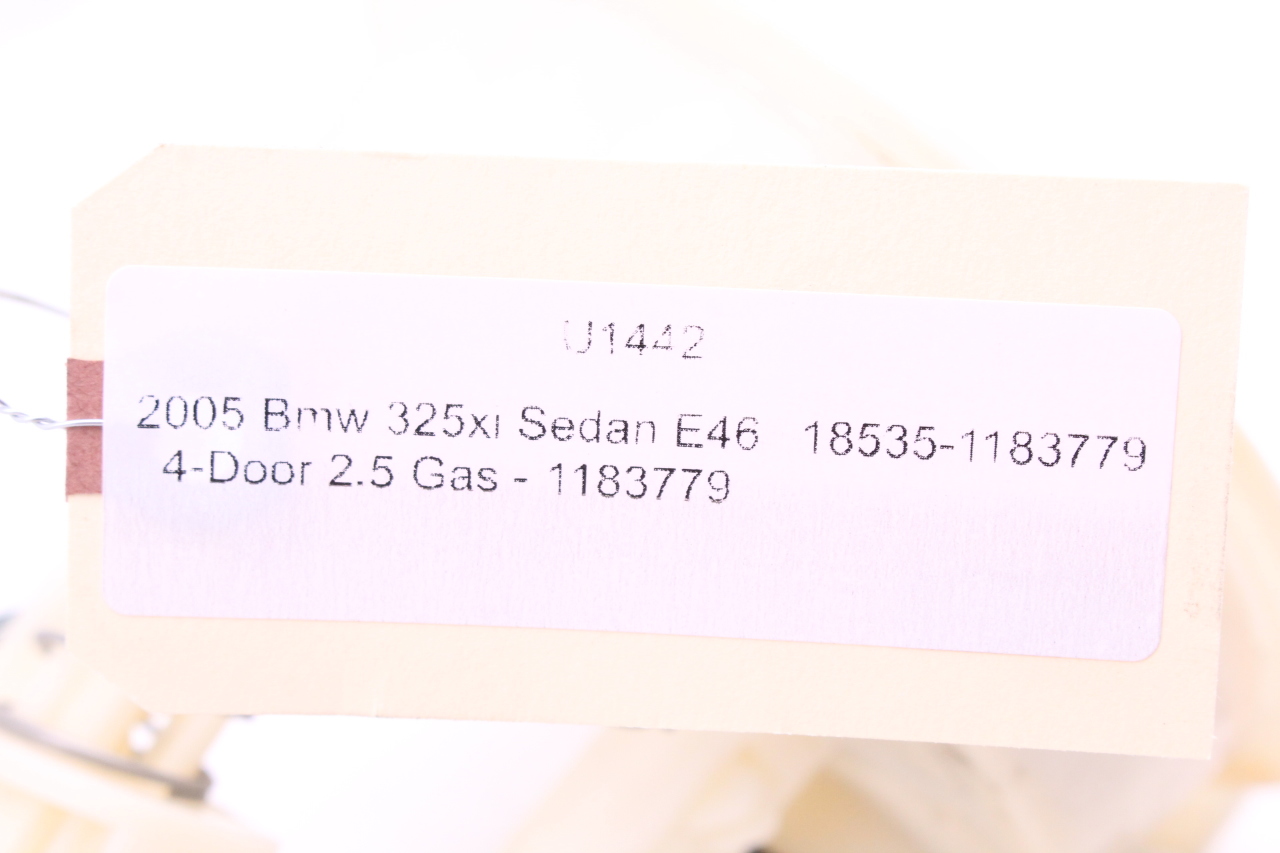 U1442
2005 Bmw 325xi Sedan E46 18535-1183779
4-Door 2.5 Gas - 1183779